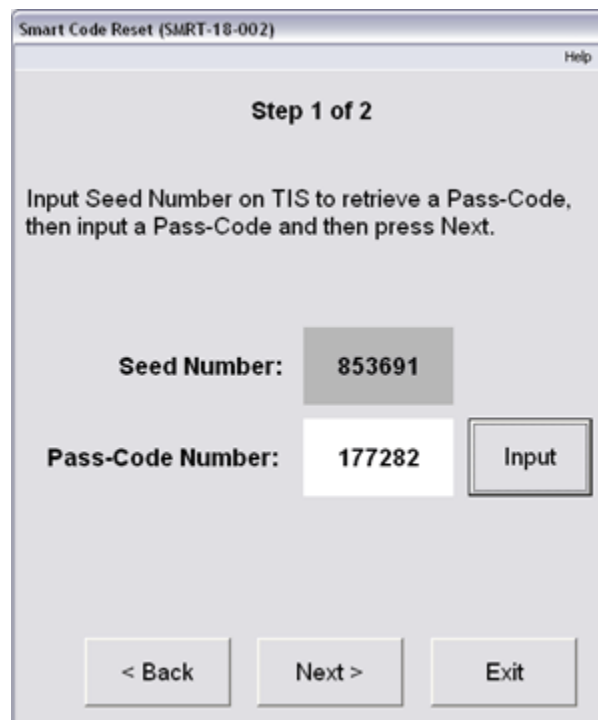 Smart Code Reset (SMRT-18-002)
Help
Step 1 of 2
Input Seed Number on TIS to retrieve a Pass-Code,
then input a Pass-Code and then press Next.
Seed Number: 853691
Pass-Code Number: 177282 Input
< Back Next > Exit